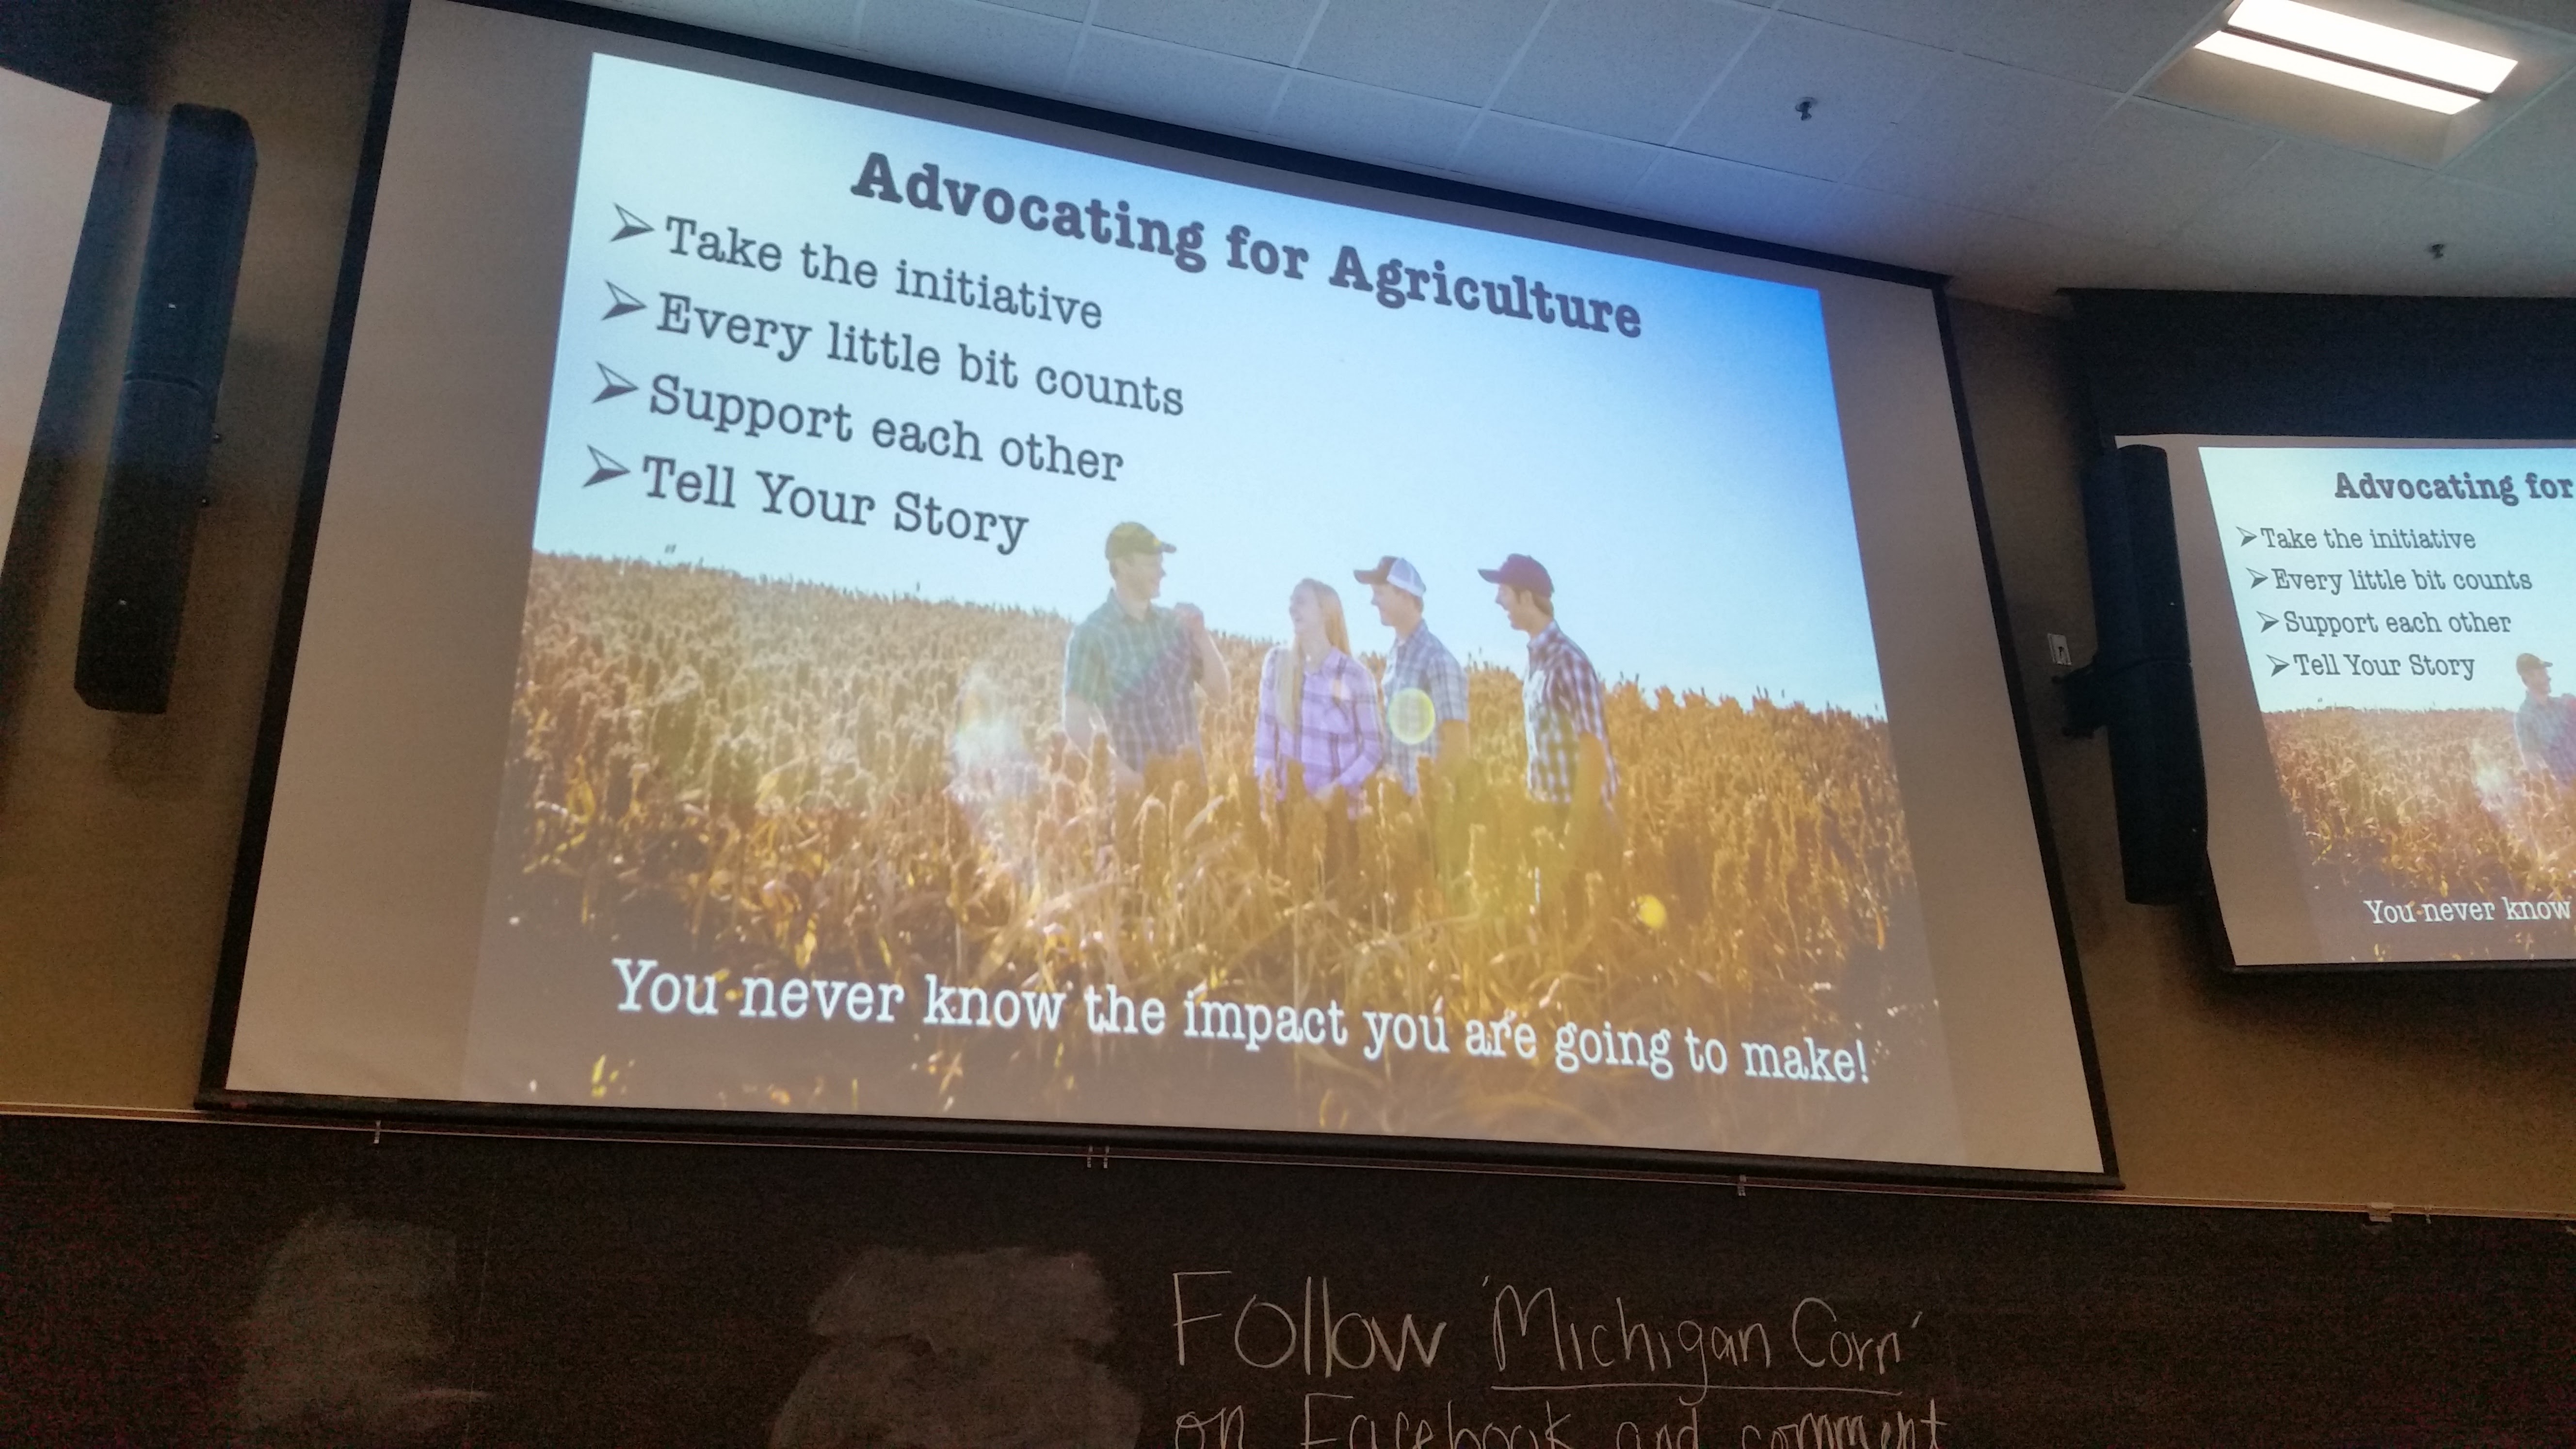 Advocating for Agriculture
➢ Take the initiative
➢ Every little bit counts
➢ Support each other
➢ Tell Your Story
You never know the impact you are going to make!
Advocating for
➢ Take the initiative
➢ Every little bit counts
➢ Support each other
➢ Tell Your Story
You never know
Follow 'Michigan Corn'
on Facebook and comment